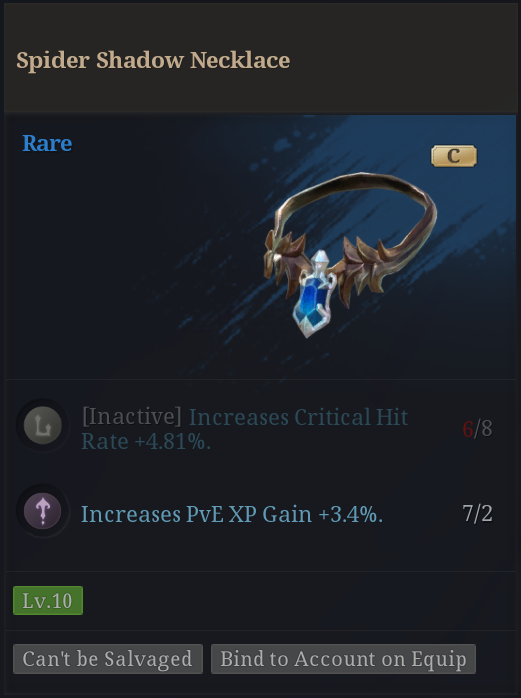 Spider Shadow Necklace
Rare
C
[Inactive] Increases Critical Hit
Rate +4.81%.
6/8
Increases PvE XP Gain +3.4%.
7/2
Lv.10
Can't be Salvaged
Bind to Account on Equip